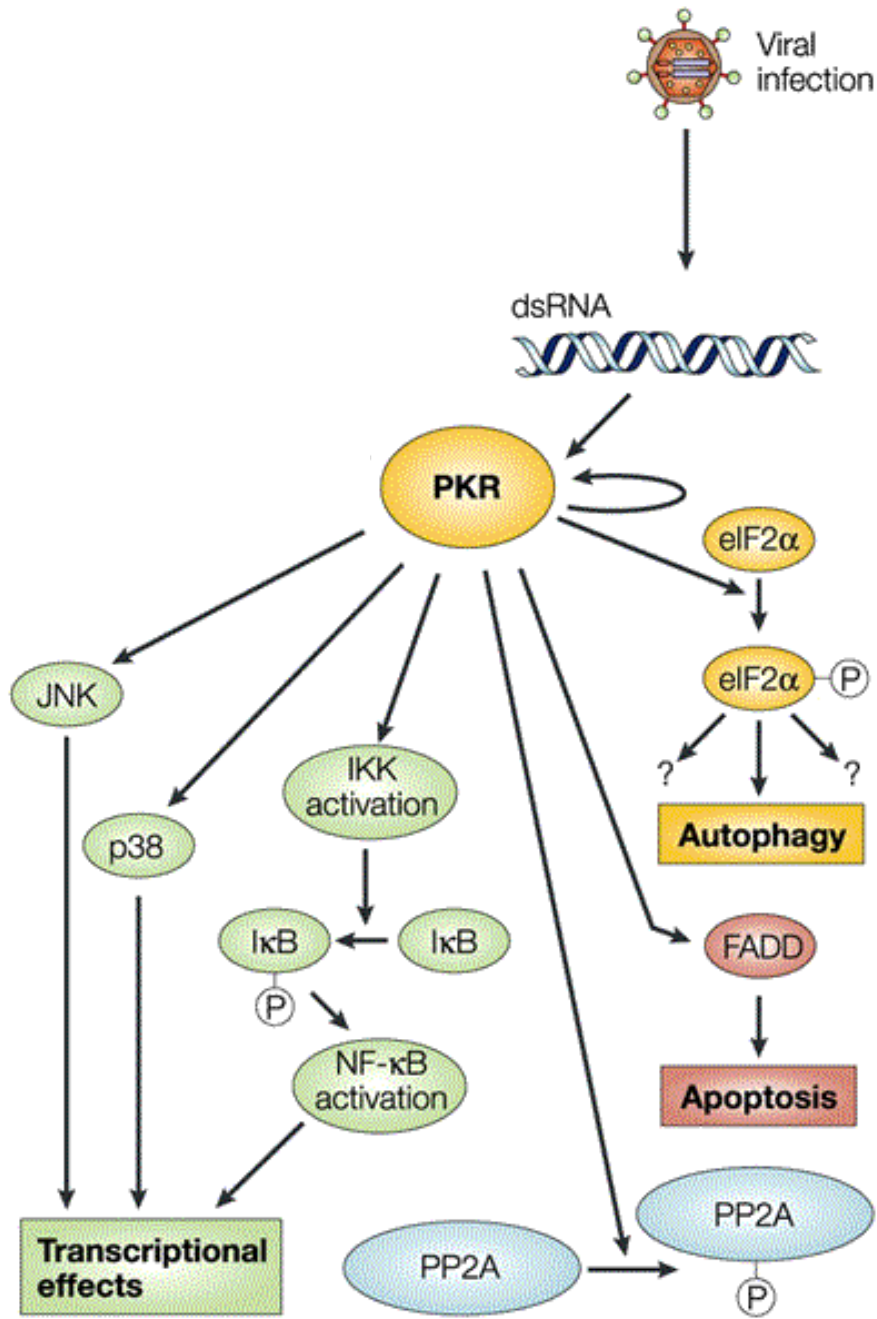 Viral
infection
dsRNA
PKR
eIF2α
JNK
eIF2α
P
IKK
activation
?
?
p38
Autophagy
IκB
IκB
FADD
P
NF-κB
activation
Apoptosis
PP2A
Transcriptional
effects
PP2A
P